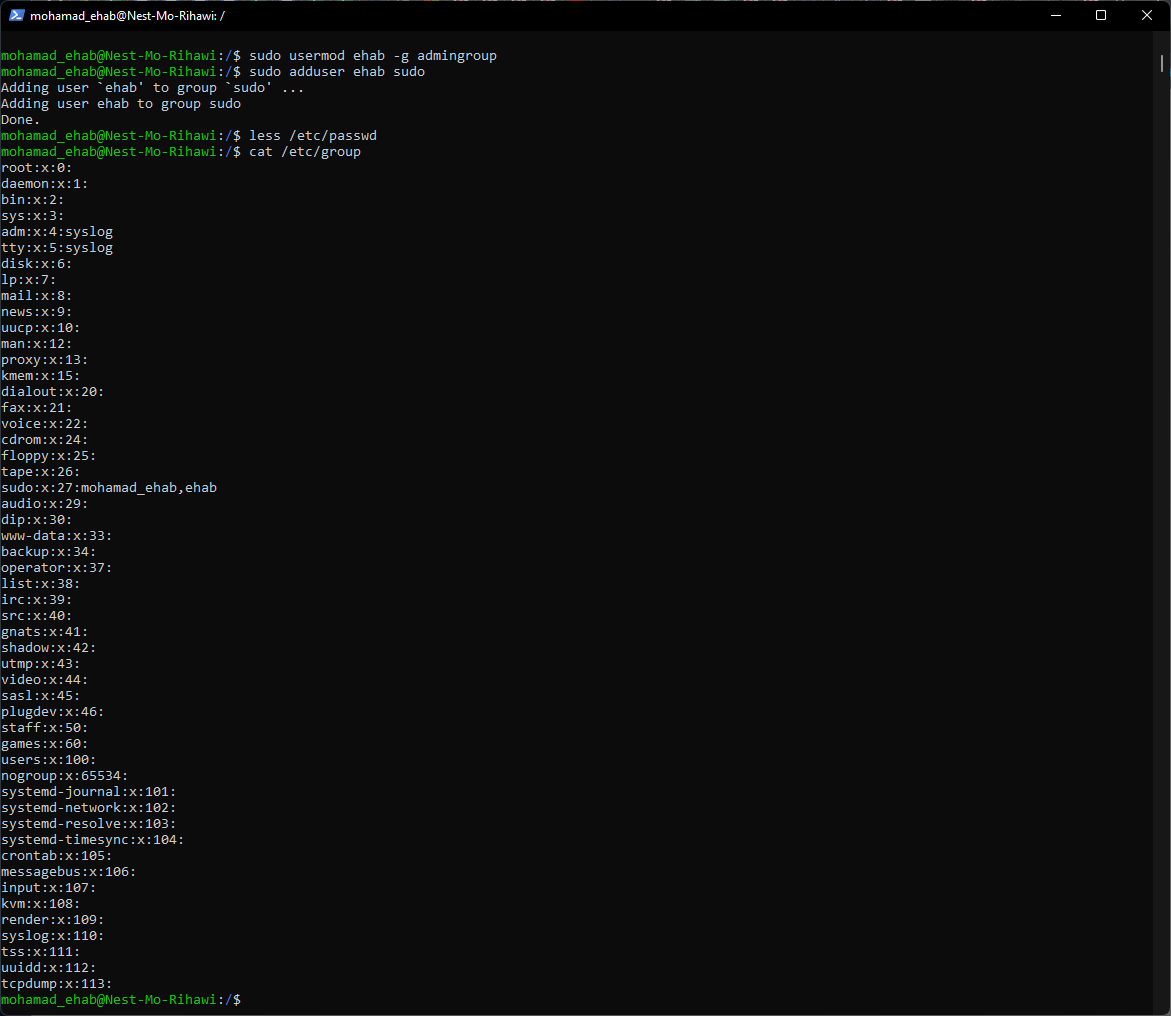 mohamad_ehab@Nest-Mo-Rihawi: /
mohamad_ehab@Nest-Mo-Rihawi:/$ sudo usermod ehab -g admingroup
mohamad_ehab@Nest-Mo-Rihawi:/$ sudo adduser ehab sudo
Adding user `ehab' to group `sudo' ...
Adding user ehab to group sudo
Done.
mohamad_ehab@Nest-Mo-Rihawi:/$ less /etc/passwd
mohamad_ehab@Nest-Mo-Rihawi:/$ cat /etc/group
root:x:0:
daemon:x:1:
bin:x:2:
sys:x:3:
adm:x:4:syslog
tty:x:5:syslog
disk:x:6:
lp:x:7:
mail:x:8:
news:x:9:
uucp:x:10:
man:x:12:
proxy:x:13:
kmem:x:15:
dialout:x:20:
fax:x:21:
voice:x:22:
cdrom:x:24:
floppy:x:25:
tape:x:26:
sudo:x:27:mohamad_ehab,ehab
audio:x:29:
dip:x:30:
www-data:x:33:
backup:x:34:
operator:x:37:
list:x:38:
irc:x:39:
src:x:40:
gnats:x:41:
shadow:x:42:
utmp:x:43:
video:x:44:
sasl:x:45:
plugdev:x:46:
staff:x:50:
games:x:60:
users:x:100:
nogroup:x:65534:
systemd-journal:x:101:
systemd-network:x:102:
systemd-resolve:x:103:
systemd-timesync:x:104:
crontab:x:105:
messagebus:x:106:
input:x:107:
kvm:x:108:
render:x:109:
syslog:x:110:
tss:x:111:
uuidd:x:112:
tcpdump:x:113:
mohamad_ehab@Nest-Mo-Rihawi:/$